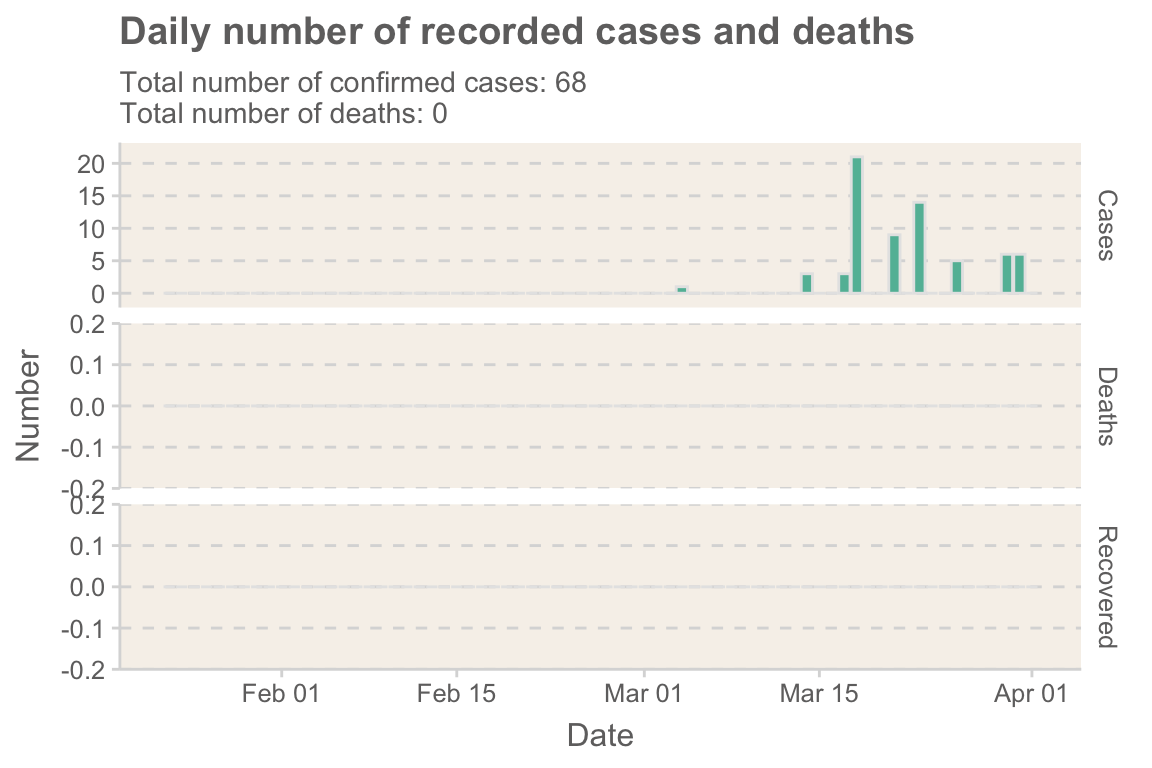 Daily number of recorded cases and deaths
Total number of confirmed cases: 68
Total number of deaths: 0
20
15
10
5
0
Cases
0.2
0.1
0.0
-0.1
-0.2
Deaths
Number
0.2
0.1
0.0
-0.1
-0.2
Recovered
Feb 01 Feb 15 Mar 01 Mar 15 Apr 01
Date